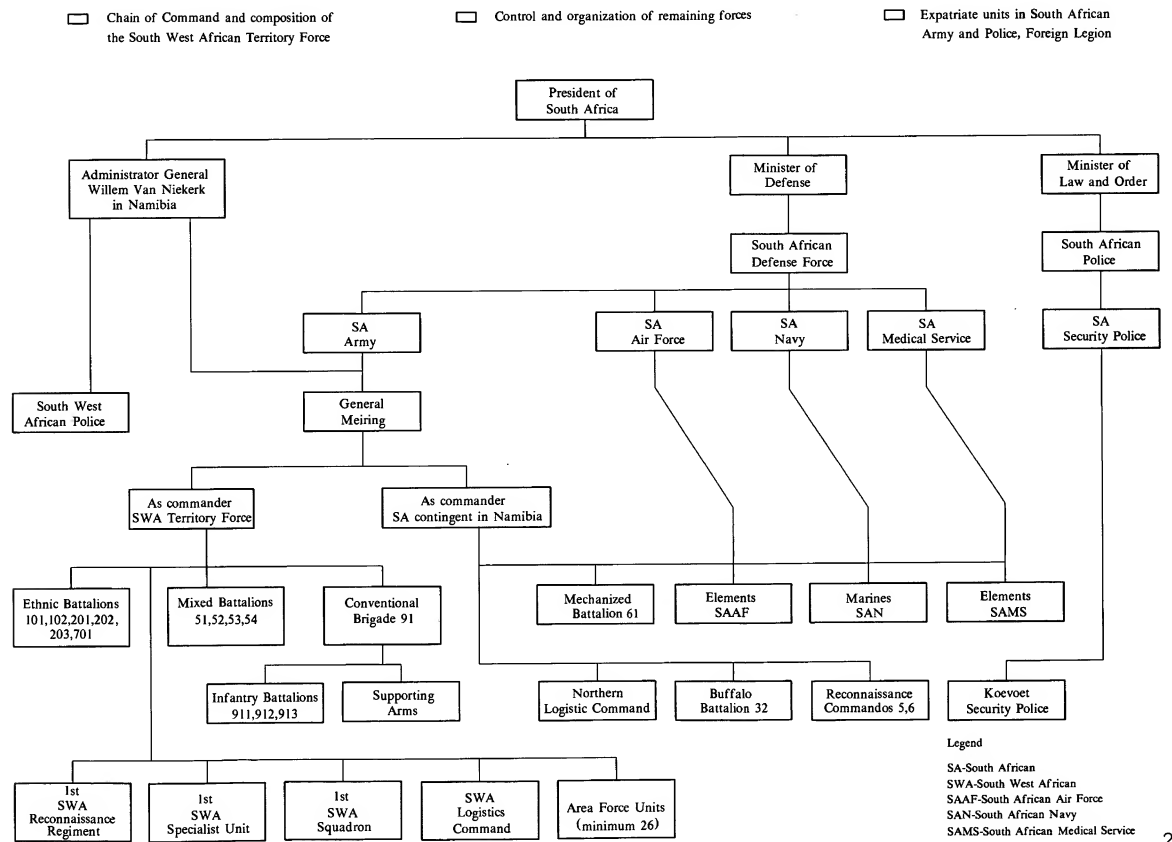 Chain of Command and composition of
the South West African Territory Force
Control and organization of remaining forces
Expatriate units in South African
Army and Police, Foreign Legion
President of
South Africa
Administrator General
Willem Van Niekerk
in Namibia
Minister of
Defense
Minister of
Law and Order
South African
Defense Force
South African
Police
SA
Army
SA
Air Force
SA
Navy
SA
Medical Service
SA
Security Police
South West
African Police
General
Meiring
As commander
SWA Territory Force
As commander
SA contingent in Namibia
Ethnic Battalions
101,102,201,202,
203,701
Mixed Battalions
51,52,53,54
Conventional
Brigade 91
Mechanized
Battalion 61
Elements
SAAF
Marines
SAN
Elements
SAMS
Infantry Battalions
911,912,913
Supporting
Arms
Northern
Logistic Command
Buffalo
Battalion 32
Reconnaissance
Commandos 5,6
Koevoet
Security Police
1st
SWA
Reconnaissance
Regiment
1st
SWA
Specialist Unit
1st
SWA
Squadron
SWA
Logistics
Command
Area Force Units
(minimum 26)
Legend
SA-South African
SWA-South West African
SAAF-South African Air Force
SAN-South African Navy
SAMS-South African Medical Service
2